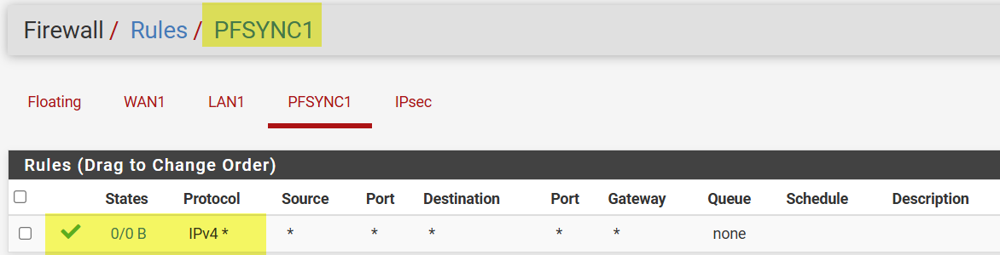 Firewall / Rules / PFSYNC1
Floating WAN1 LAN1 PFSYNC1 IPsec
Rules (Drag to Change Order)
States Protocol Source Port Destination Port Gateway Queue Schedule Description
0/0 B IPv4 * * * * * * none